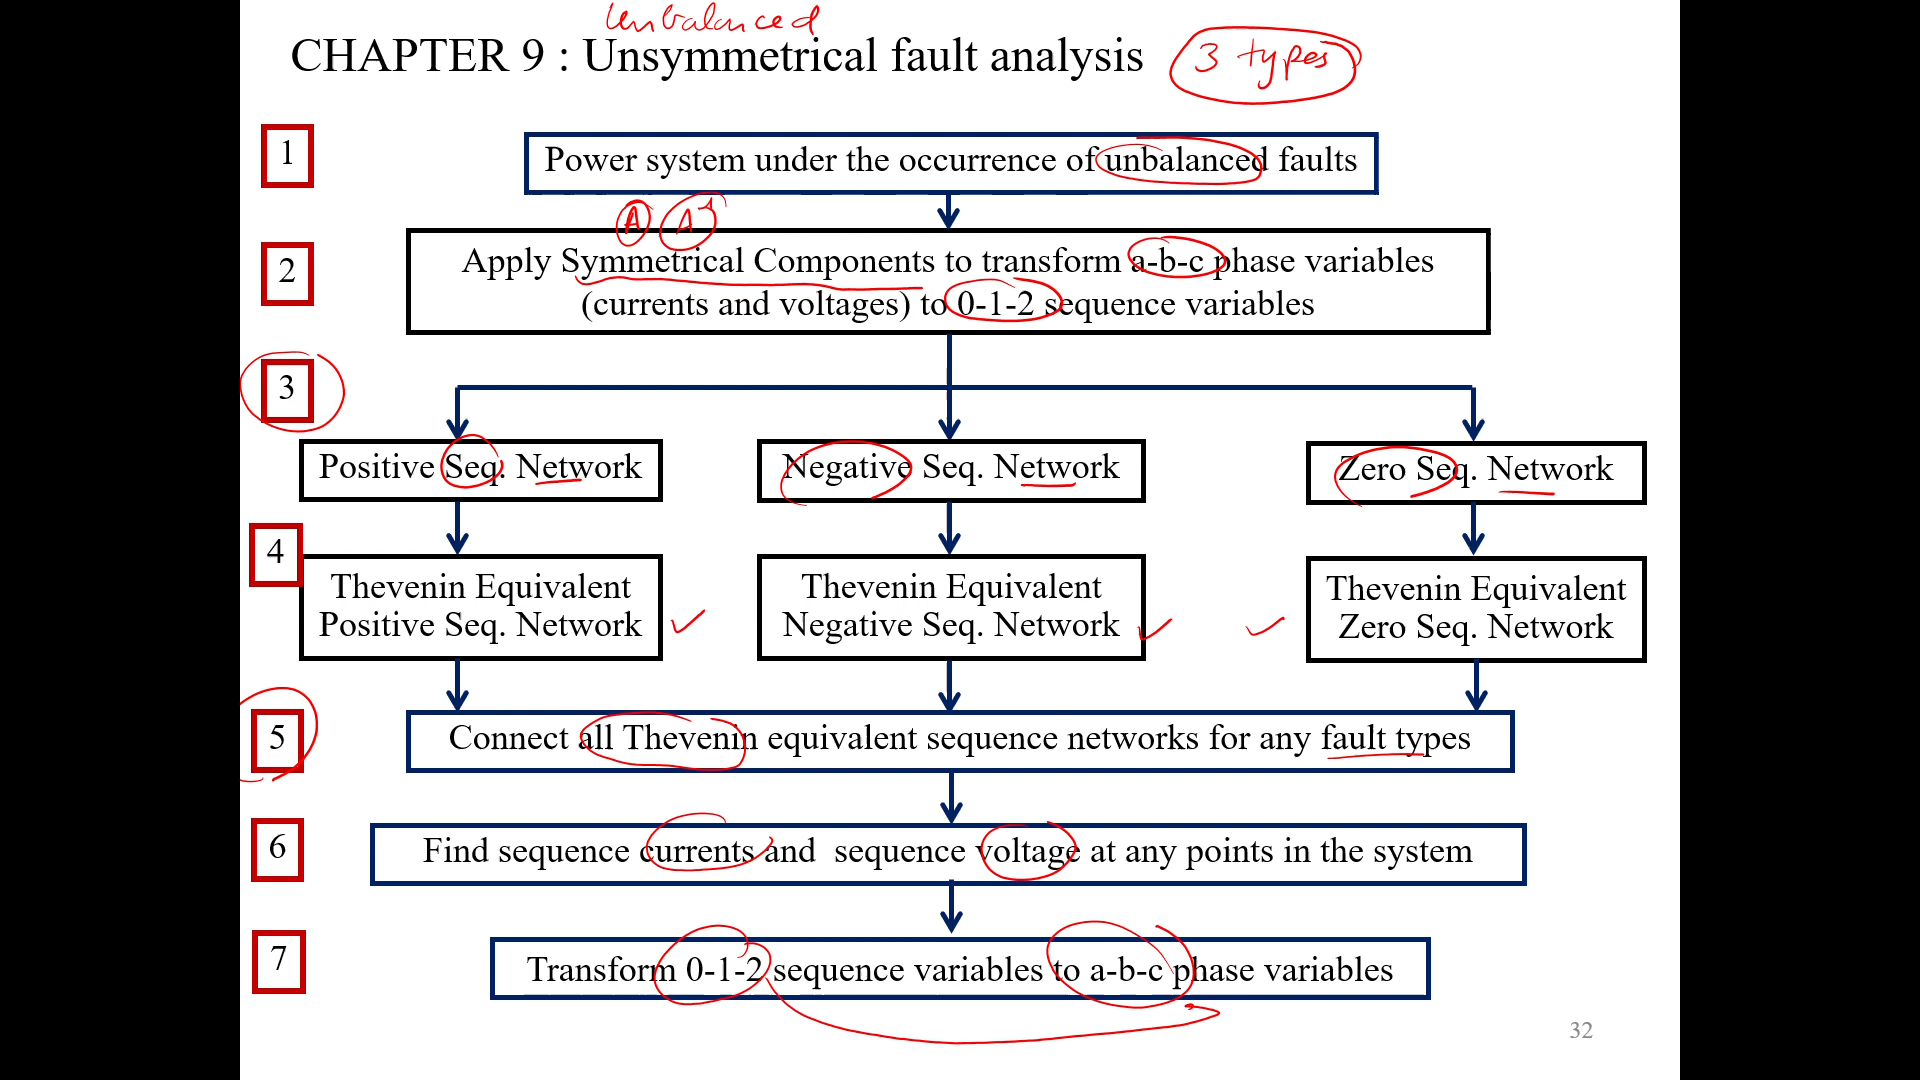 Unbalanced
CHAPTER 9 : Unsymmetrical fault analysis 3 types
1
Power system under the occurrence of unbalanced faults
A A⁻¹
2
Apply Symmetrical Components to transform a-b-c phase variables
(currents and voltages) to 0-1-2 sequence variables
3
Positive Seq. Network Negative Seq. Network Zero Seq. Network
4
Thevenin Equivalent Thevenin Equivalent Thevenin Equivalent
Positive Seq. Network Negative Seq. Network Zero Seq. Network
5
Connect all Thevenin equivalent sequence networks for any fault types
6
Find sequence currents and sequence voltage at any points in the system
7
Transform 0-1-2 sequence variables to a-b-c phase variables
32